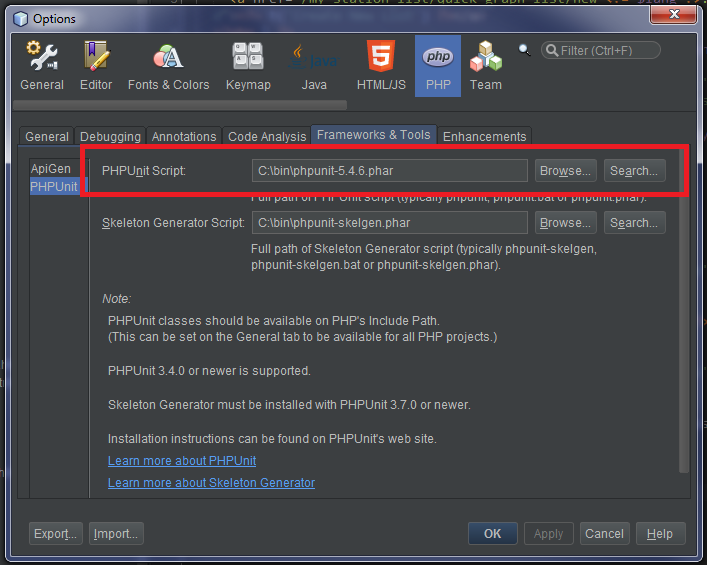 Options
General Editor Fonts & Colors Keymap Java HTML/JS PHP Team Filter (Ctrl+F)
General Debugging Annotations Code Analysis Frameworks & Tools Enhancements
ApiGen
PHPUnit
PHPUnit Script: C:\bin\phpunit-5.4.6.phar Browse... Search...
Full path of PHPUnit script (typically phpunit, phpunit.bat or phpunit.phar).
Skeleton Generator Script: C:\bin\phpunit-skelgen.phar Browse... Search...
Full path of Skeleton Generator script (typically phpunit-skelgen,
phpunit-skelgen.bat or phpunit-skelgen.phar).
Note:
PHPUnit classes should be available on PHP's Include Path.
(This can be set on the General tab to be available for all PHP projects.)
PHPUnit 3.4.0 or newer is supported.
Skeleton Generator must be installed with PHPUnit 3.7.0 or newer.
Installation instructions can be found on PHPUnit's web site.
Learn more about PHPUnit
Learn more about Skeleton Generator
Export... Import... OK Apply Cancel Help